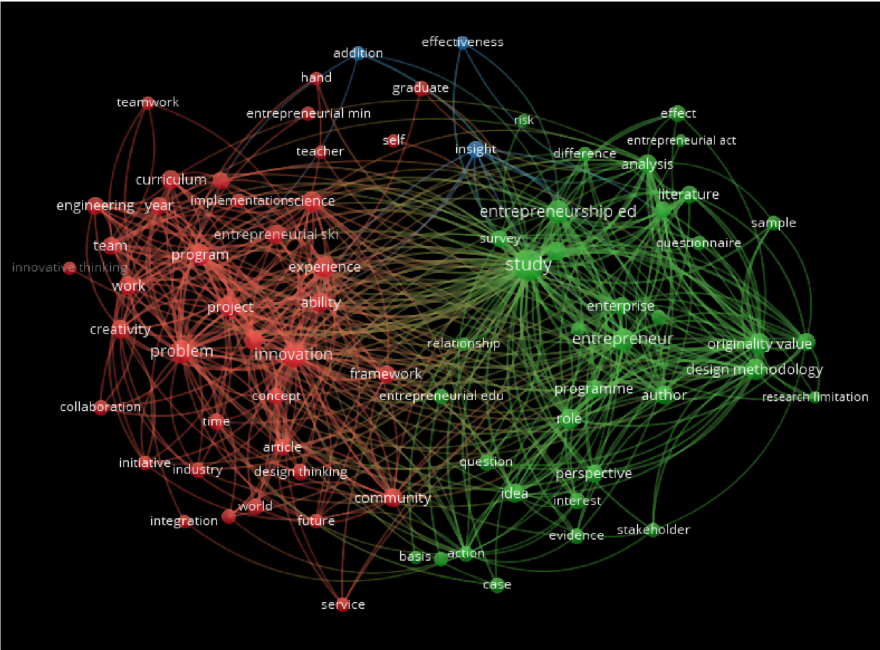 effectiveness
addition
hand
graduate
teamwork
entrepreneurial min
risk
effect
self
entrepreneurial act
teacher
insight
difference
analysis
curriculum
literature
implementation
science
engineering
year
entrepreneurship ed
sample
entrepreneurial ski
survey
questionnaire
team
program
study
innovative thinking
experience
work
project
ability
enterprise
creativity
relationship
entrepreneur
originality value
problem
innovation
framework
design methodology
concept
entrepreneurial edu
programme
author
research limitation
collaboration
time
role
article
initiative
industry
design thinking
question
perspective
community
idea
interest
world
integration
future
evidence
stakeholder
basis
action
case
service